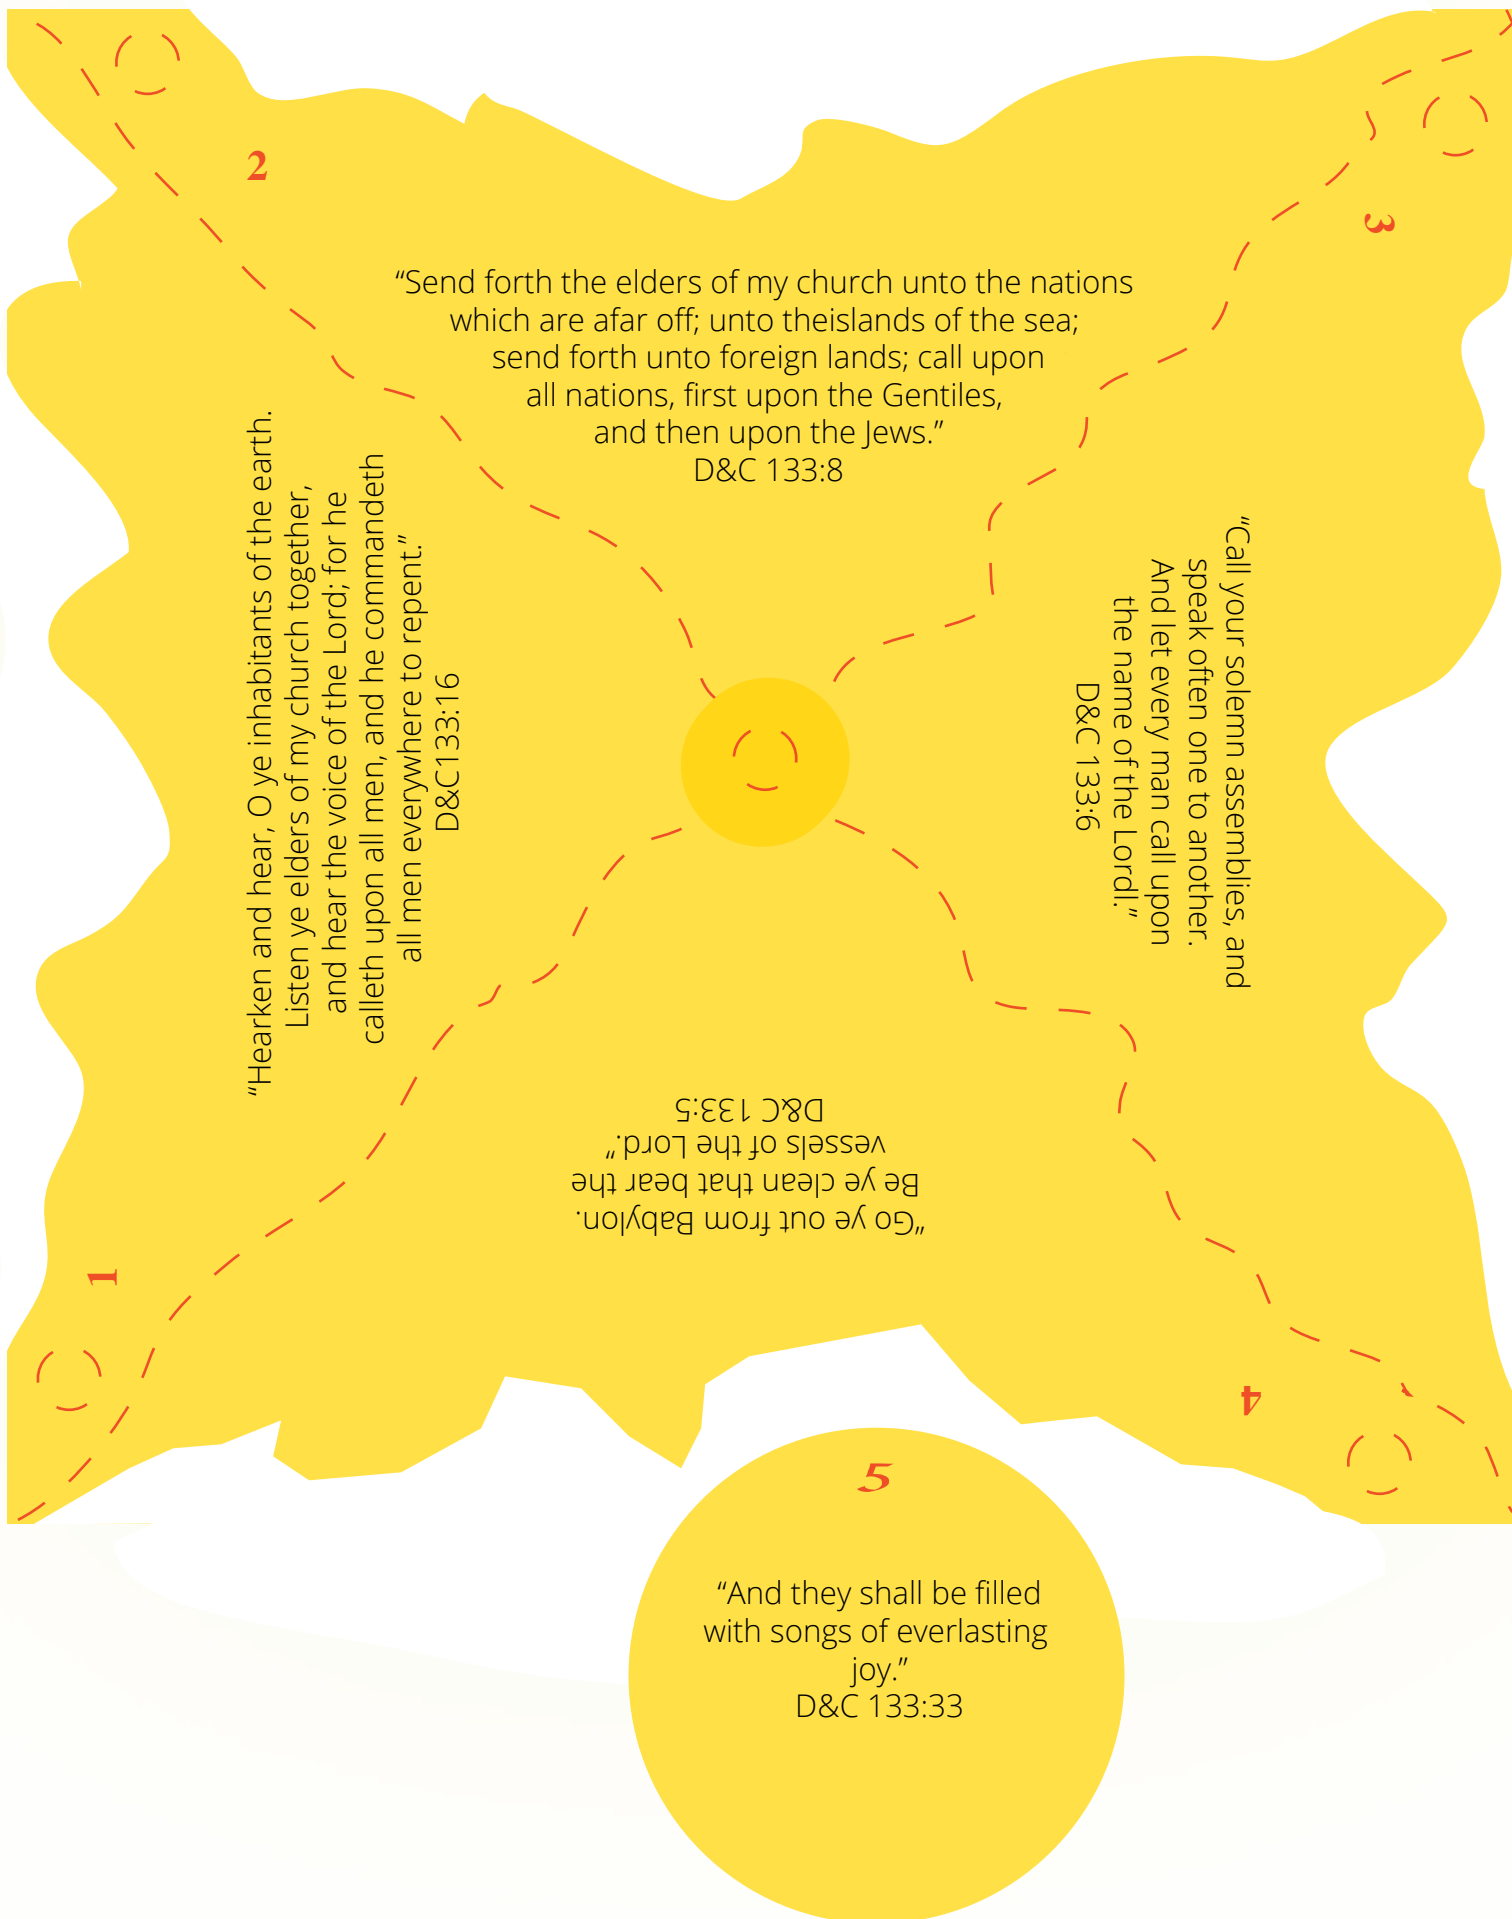 2
3
“Send forth the elders of my church unto the nations
which are afar off; unto theislands of the sea;
send forth unto foreign lands; call upon
all nations, first upon the Gentiles,
and then upon the Jews.”
D&C 133:8
“Hearken and hear, O ye inhabitants of the earth.
Listen ye elders of my church together,
and hear the voice of the Lord; for he
calleth upon all men, and he commandeth
all men everywhere to repent.”
D&C133:16
“Call your solemn assemblies, and
speak often one to another.
And let every man call upon
the name of the Lord.”
D&C 133:6
“Go ye out from Babylon.
Be ye clean that bear the
vessels of the Lord.”
D&C 133:5
1
4
5
“And they shall be filled
with songs of everlasting
joy.”
D&C 133:33